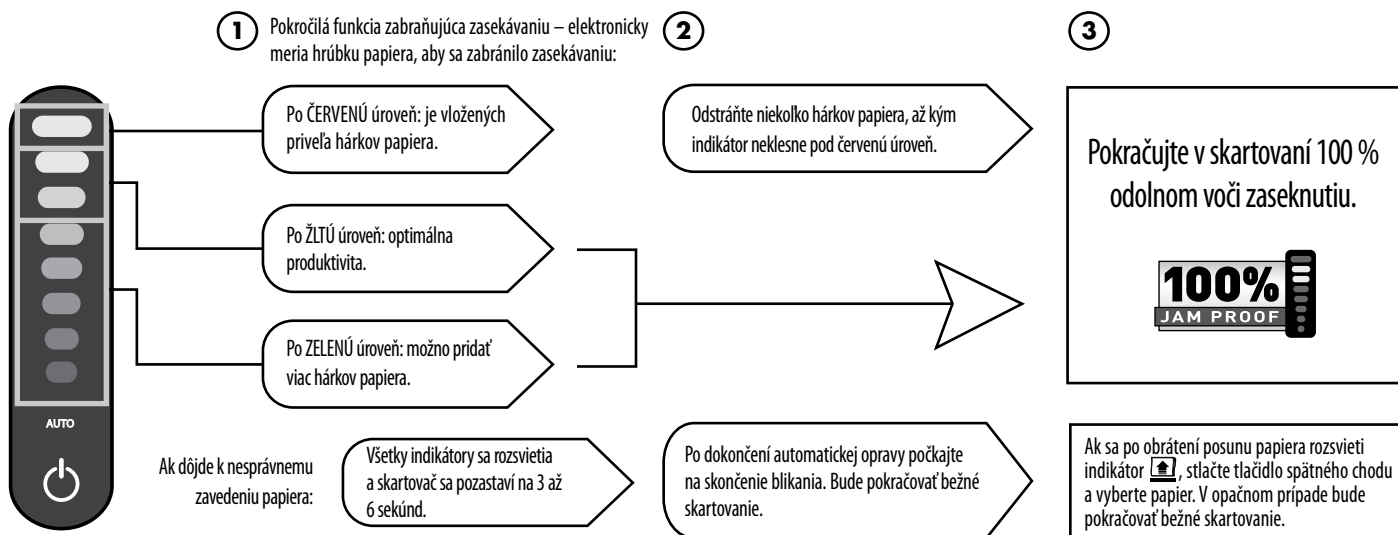 1
Pokročilá funkcia zabraňujúca zasekávaniu – elektronicky
meria hrúbku papiera, aby sa zabránilo zasekávaniu:
Po ČERVENÚ úroveň: je vložených
priveľa hárkov papiera.
Po ŽLTÚ úroveň: optimálna
produktivita.
Po ZELENÚ úroveň: možno pridať
viac hárkov papiera.
2
Odstráňte niekoľko hárkov papiera, až kým
indikátor neklesne pod červenú úroveň.
3
Pokračujte v skartovaní 100 %
odolnom voči zaseknutiu.
100%
JAM PROOF
AUTO
Ak dôjde k nesprávnemu
zavedeniu papiera:
Všetky indikátory sa rozsvietia
a skartovač sa pozastaví na 3 až
6 sekúnd.
Po dokončení automatickej opravy počkajte
na skončenie blikania. Bude pokračovať bežné
skartovanie.
Ak sa po obrátení posunu papiera rozsvieti
indikátor , stlačte tlačidlo spätného chodu
a vyberte papier. V opačnom prípade bude
pokračovať bežné skartovanie.